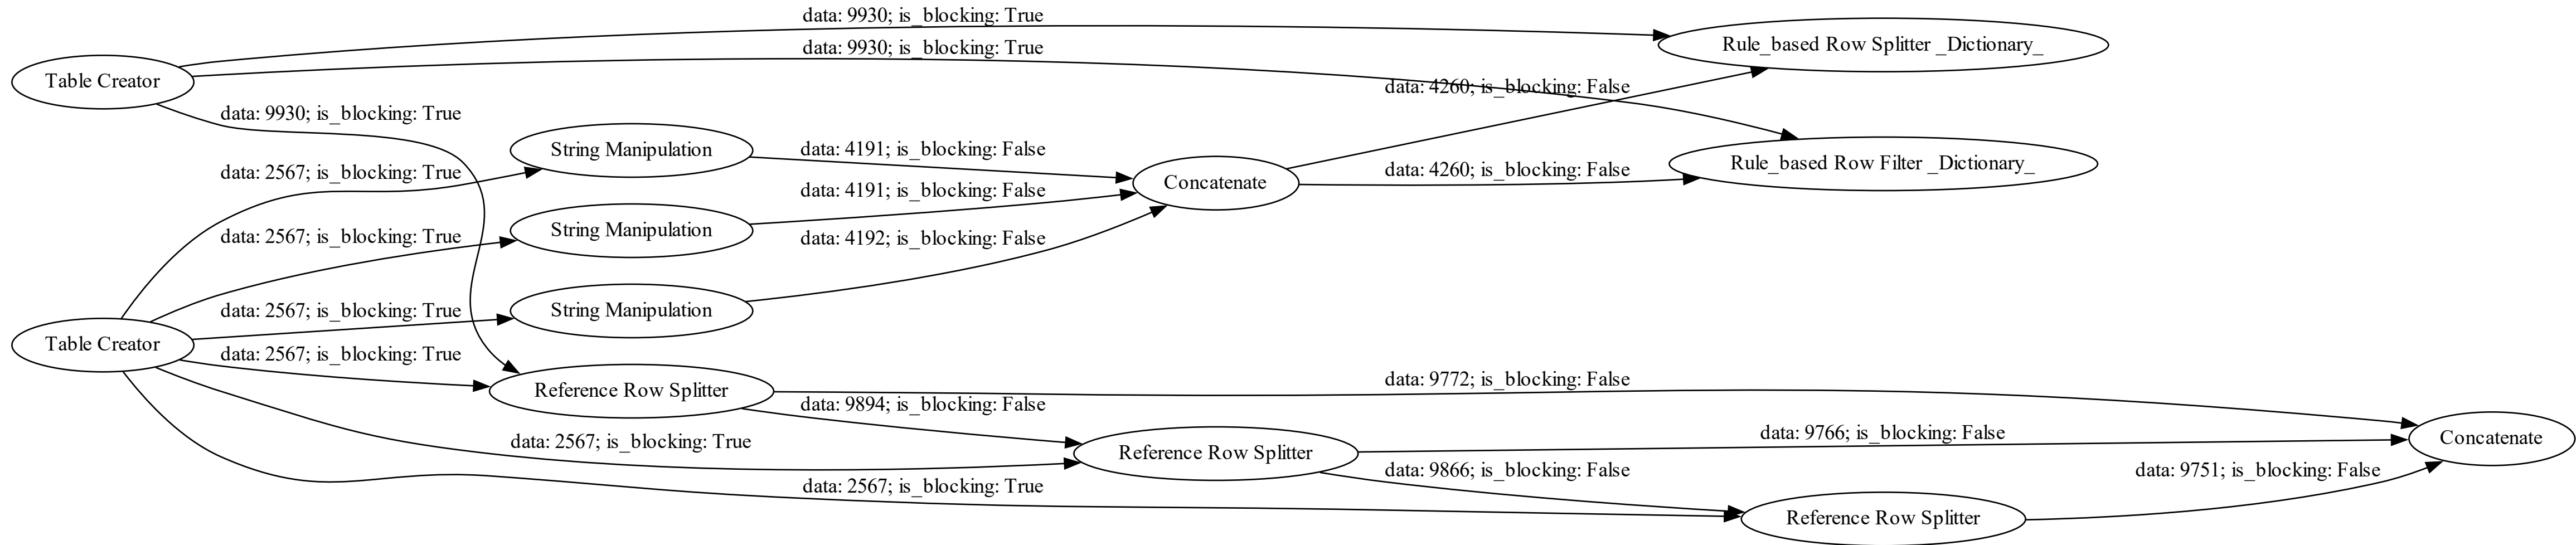 data: 9930; is_blocking: True
data: 9930; is_blocking: True
Rule_based Row Splitter _Dictionary_
Table Creator
data: 4260; is_blocking: False
data: 9930; is_blocking: True
String Manipulation
data: 4191; is_blocking: False
data: 2567; is_blocking: True
Rule_based Row Filter _Dictionary_
data: 4260; is_blocking: False
Concatenate
data: 4191; is_blocking: False
String Manipulation
data: 2567; is_blocking: True
data: 4192; is_blocking: False
data: 2567; is_blocking: True
String Manipulation
Table Creator
data: 2567; is_blocking: True
Reference Row Splitter
data: 9772; is_blocking: False
data: 9894; is_blocking: False
data: 2567; is_blocking: True
Reference Row Splitter
data: 9766; is_blocking: False
Concatenate
data: 9866; is_blocking: False
data: 9751; is_blocking: False
data: 2567; is_blocking: True
Reference Row Splitter